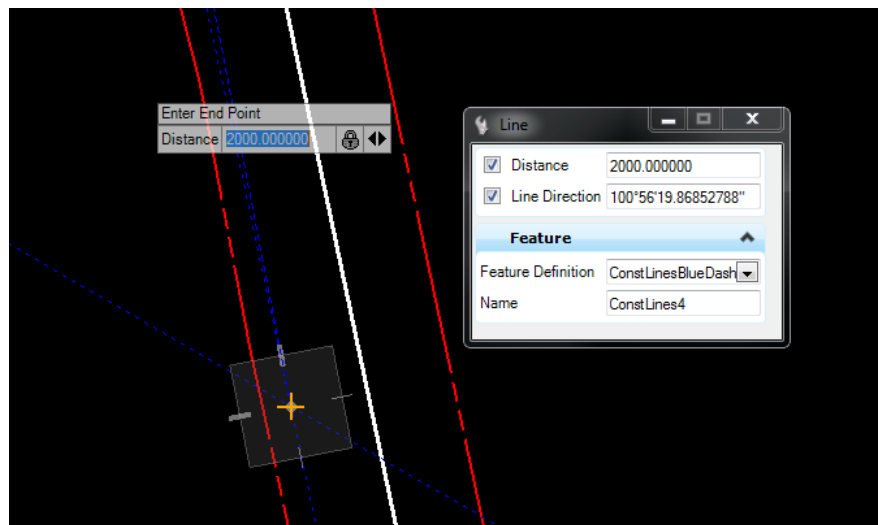 Enter End Point
Distance 2000.000000
Line
Distance 2000.000000
Line Direction 100°56'19.86852788"
Feature
Feature Definition ConstLinesBlueDash
Name ConstLines4